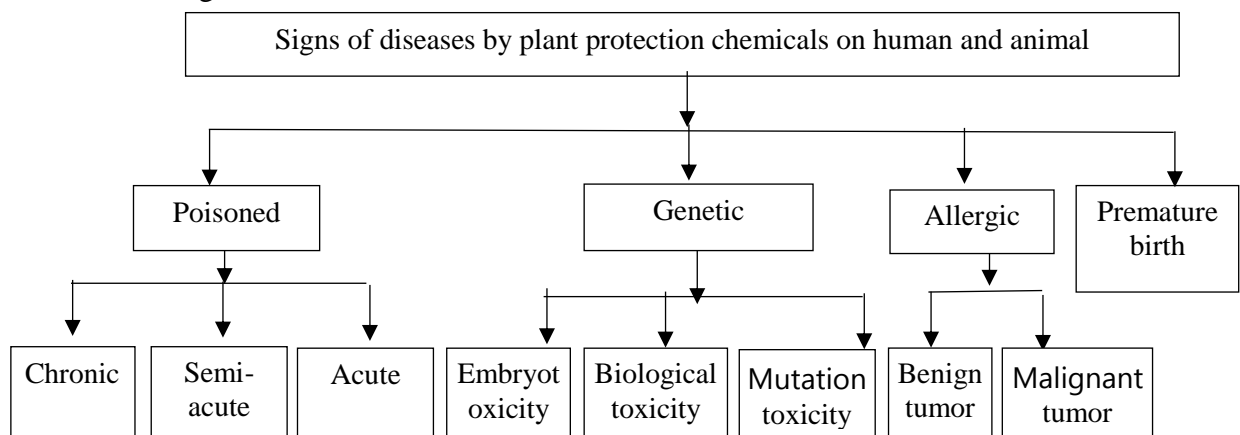 Signs of diseases by plant protection chemicals on human and animal
Poisoned
Genetic
Allergic
Premature
birth
Chronic
Semi-
acute
Acute
Embryot
oxicity
Biological
toxicity
Mutation
toxicity
Benign
tumor
Malignant
tumor